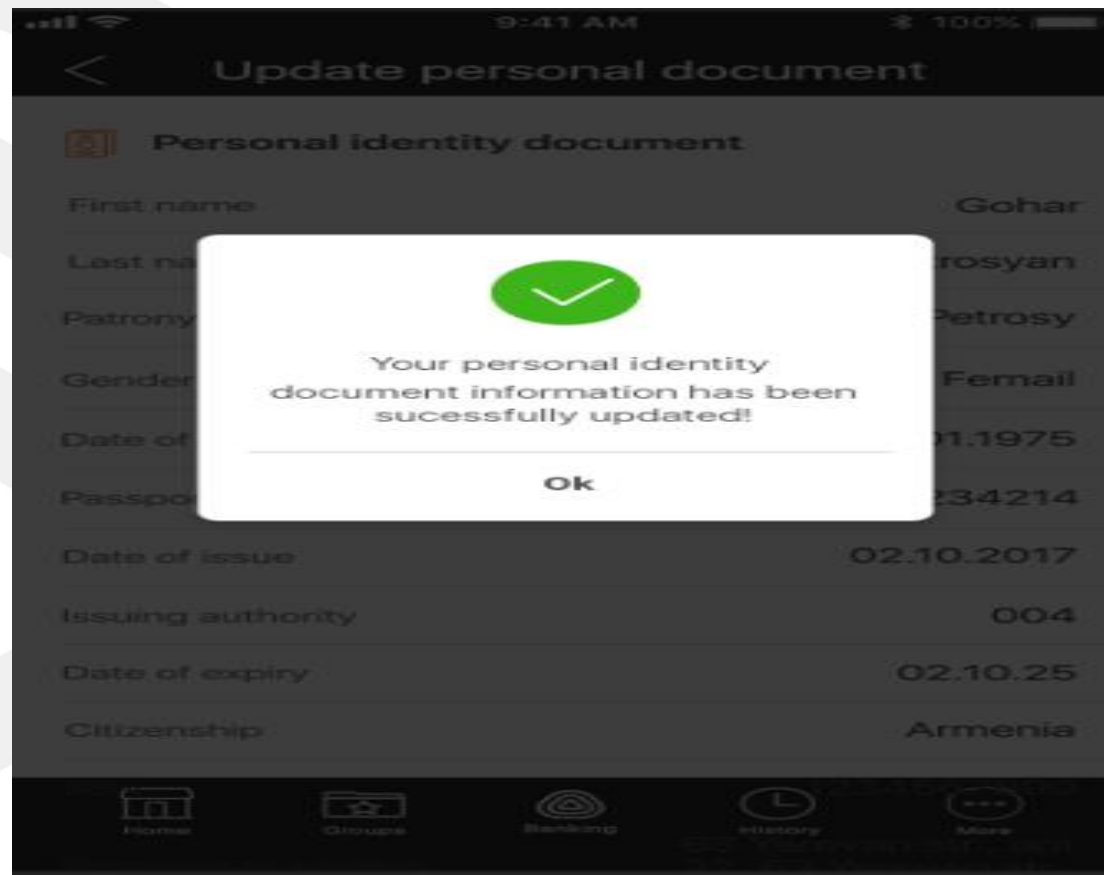 9:41 AM 100%
Update personal document
Personal identity document
First name Gohar
Last na rosyan
Patrony Petrosy
Your personal identity
Gender Femail
document information has been
sucessfully updated!
Date of 01.1975
Ok
Passpo 234214
Date of issue 02.10.2017
Issuing authority 004
Date of expiry 02.10.25
Citizenship Armenia
Home Groups Banking History More